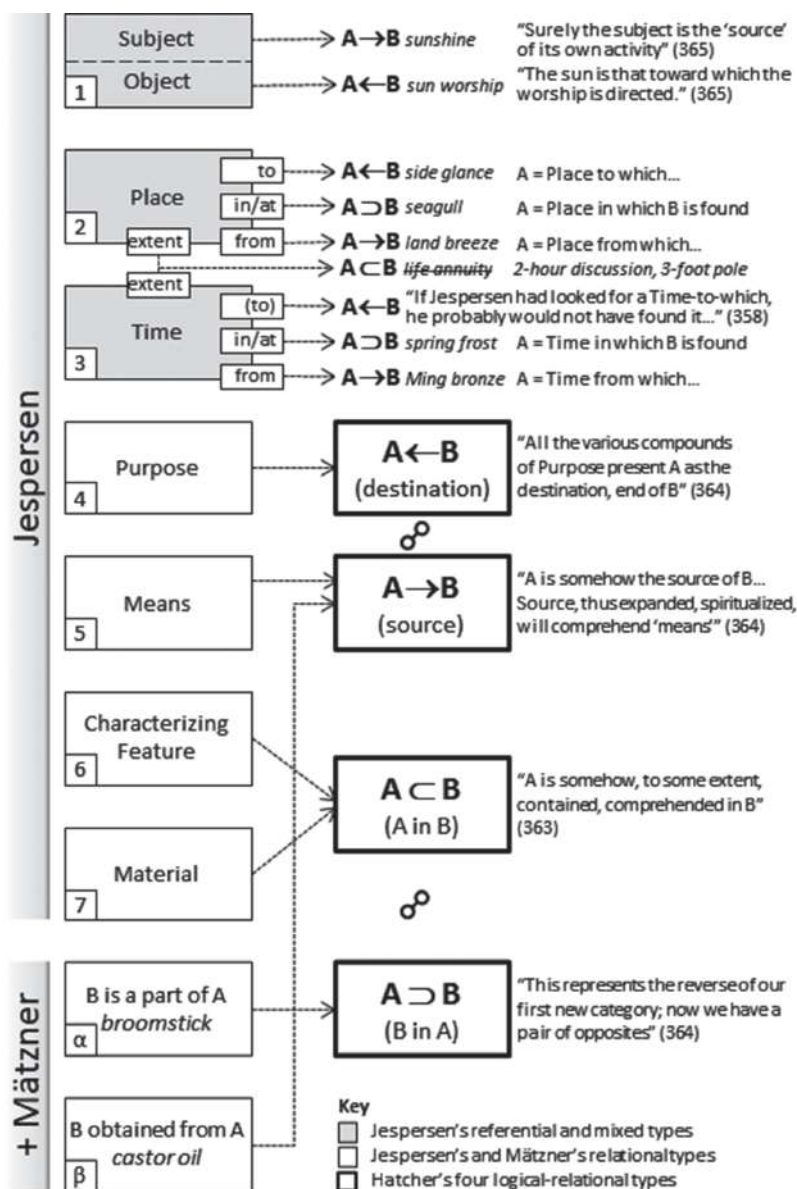 Jespersen
Subject
Object
1
A→B sunshine
"Surely the subject is the 'source'
of its own activity" (365)
A←B sun worship
"The sun is that toward which the
worship is directed." (365)
Place
2
to
in/at
from
extent
A←B side glance A = Place to which...
A⊃B seagull A = Place in which B is found
A→B land breeze A = Place from which...
A⊂B life annuity 2-hour discussion, 3-foot pole
extent
Time
3
(to)
in/at
from
A←B "If Jespersen had looked for a Time-to-which,
he probably would not have found it..." (358)
A⊃B spring frost A = Time in which B is found
A→B Ming bronze A = Time from which...
Purpose
4
A←B
(destination)
"All the various compounds
of Purpose present A as the
destination, end of B" (364)
Means
5
A→B
(source)
"A is somehow the source of B...
Source, thus expanded, spiritualized,
will comprehend 'means'" (364)
Characterizing
Feature
6
A ⊂ B
(A in B)
"A is somehow, to some extent,
contained, comprehended in B"
(363)
Material
7
+ Mätzner
B is a part of A
broomstick
α
A ⊃ B
(B in A)
"This represents the reverse of our
first new category; now we have a
pair of opposites" (364)
B obtained from A
castor oil
β
Key
Jespersen's referential and mixed types
Jespersen's and Mätzner's relational types
Hatcher's four logical-relational types